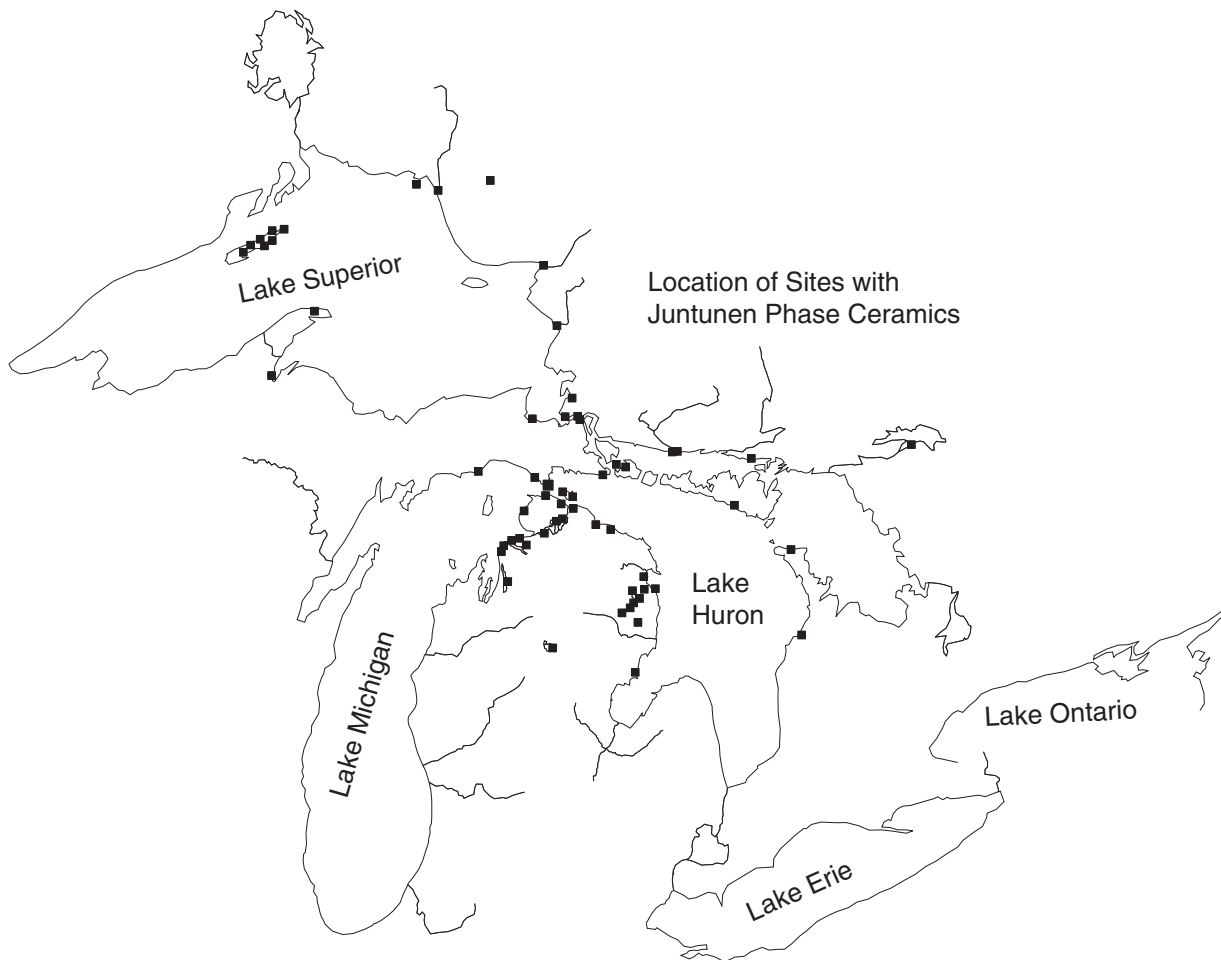 Lake Superior
Location of Sites with
Juntunen Phase Ceramics
Lake
Huron
Lake Michigan
Lake Ontario
Lake Erie